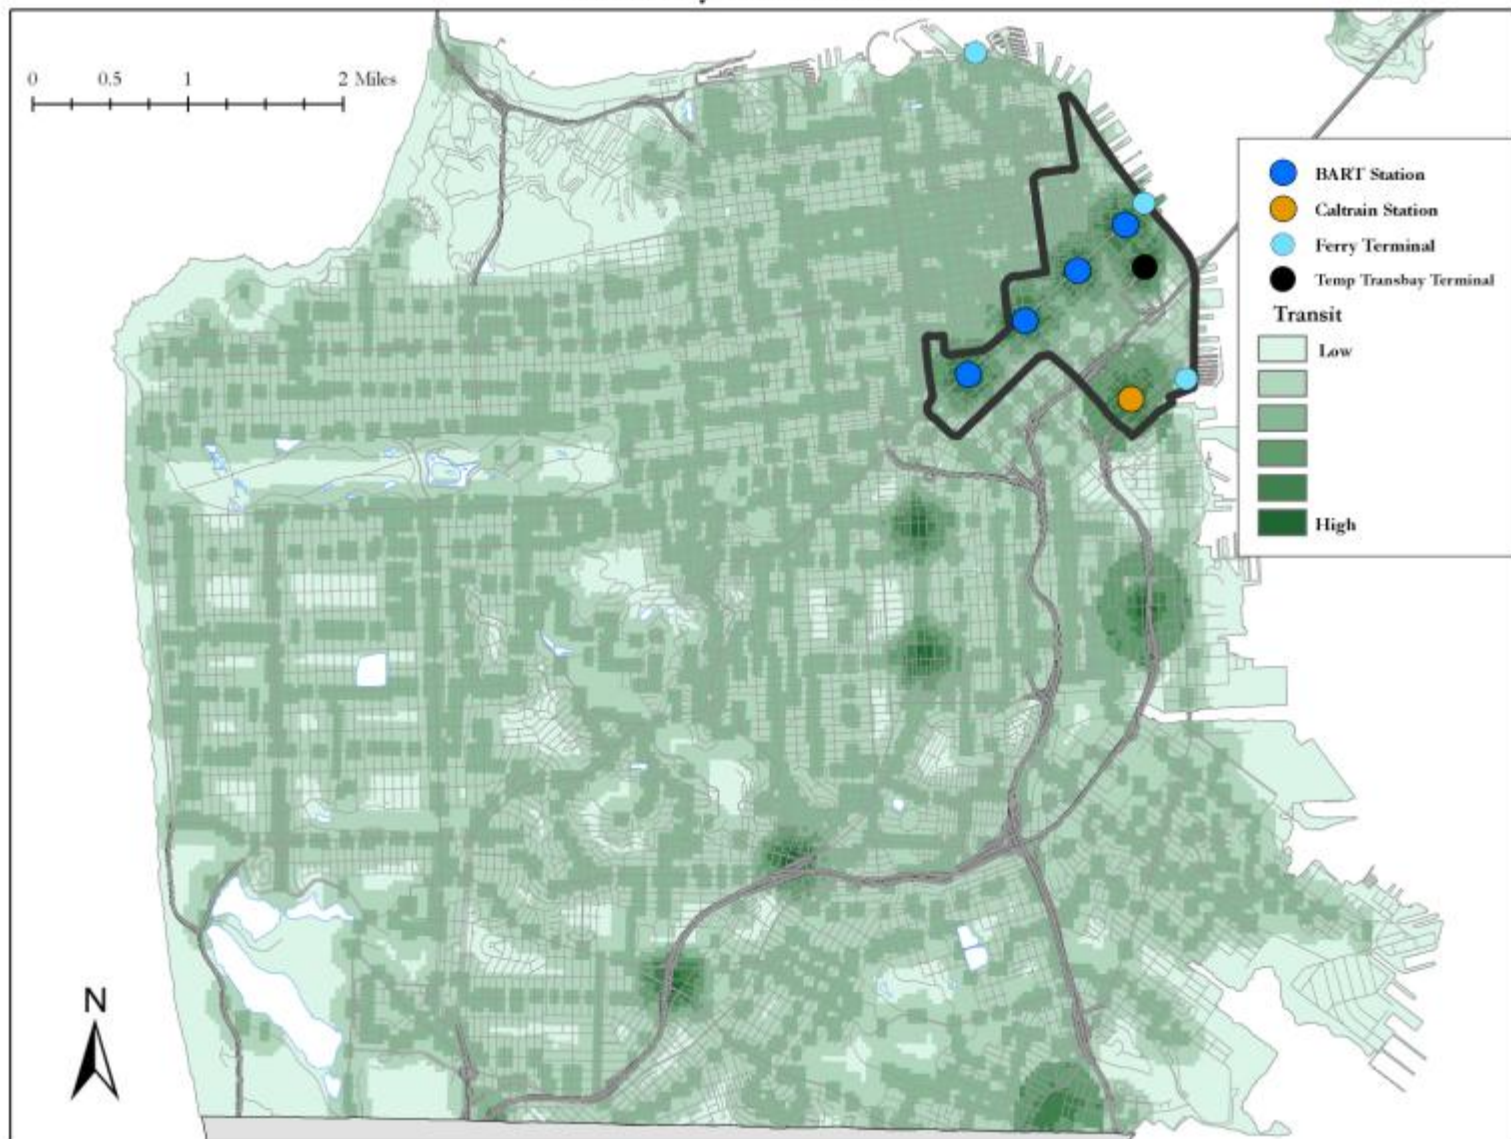 0 0.5 1 2 Miles
BART Station
Caltrain Station
Ferry Terminal
Temp Transbay Terminal
Transit
Low
High
N